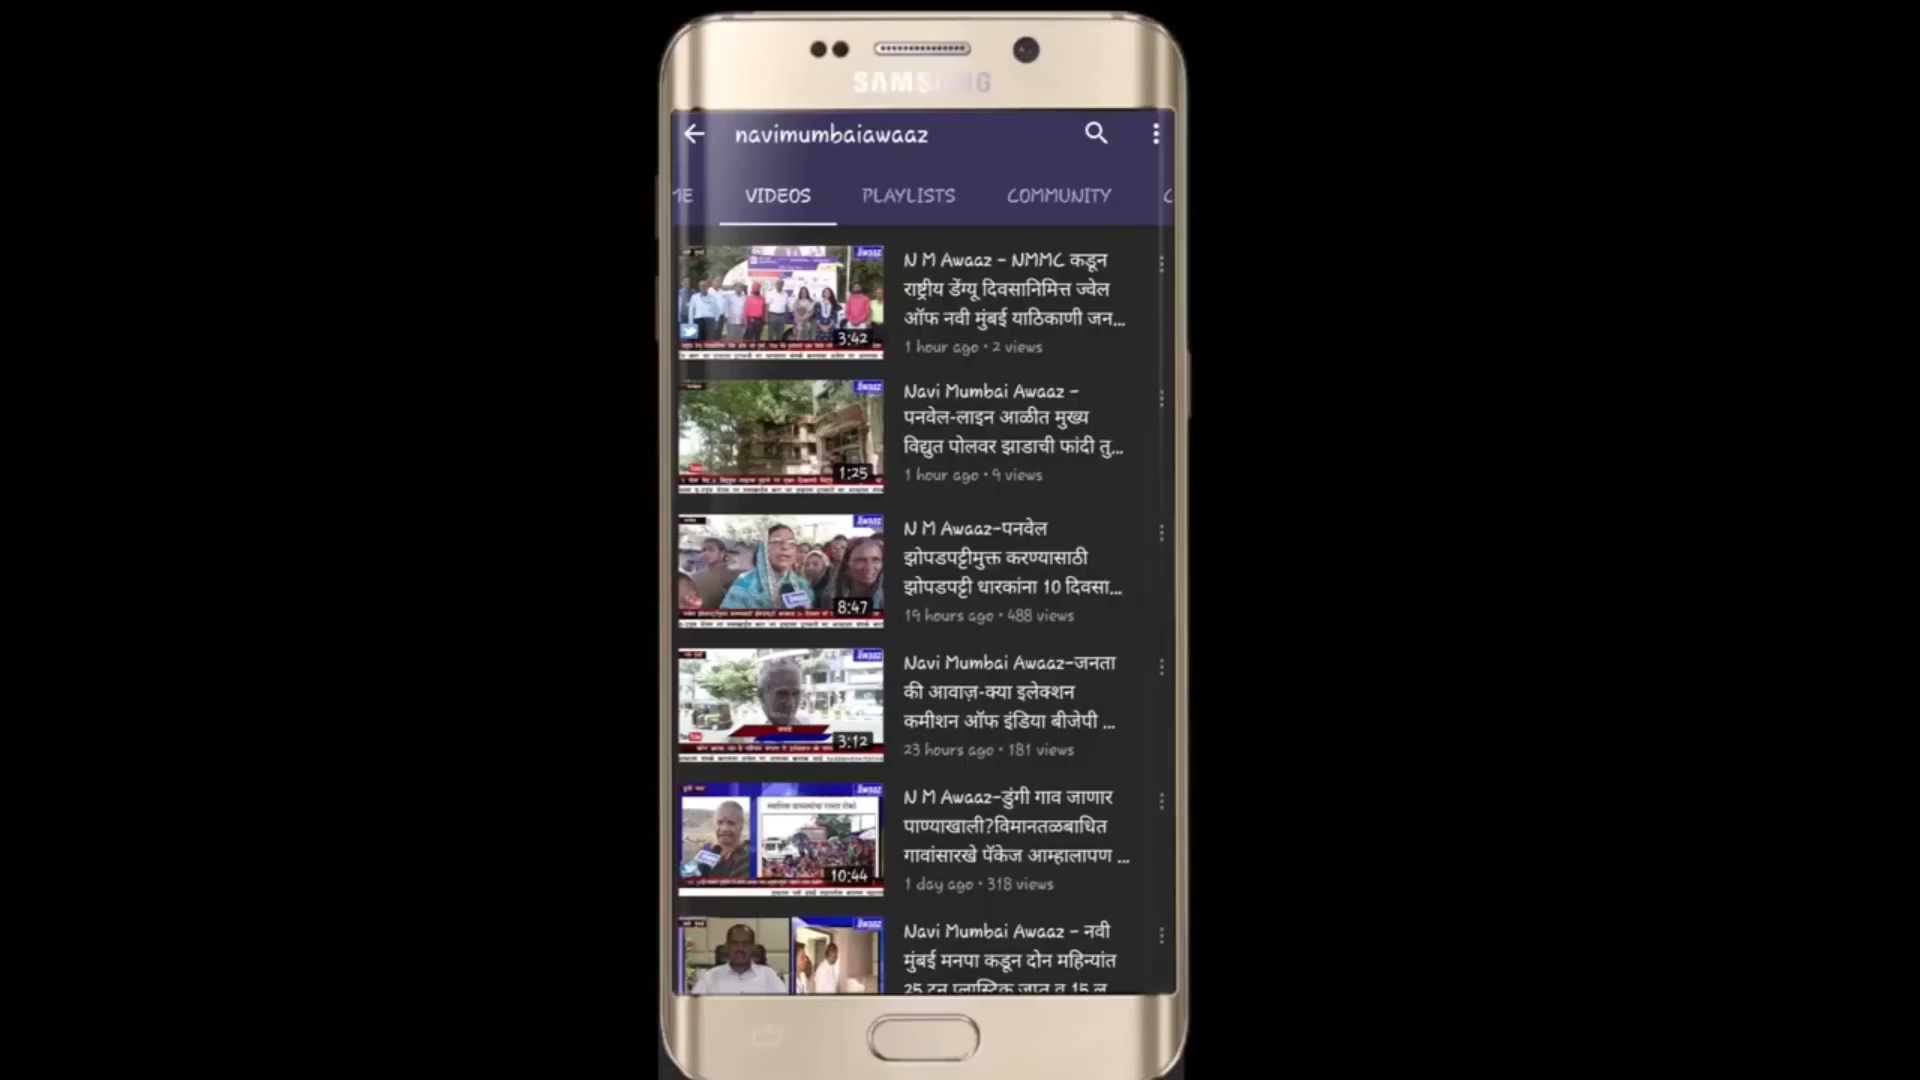 SAMSUNG
navimumbaiawaaz
VIDEOS
PLAYLISTS
COMMUNITY
N M Awaaz - NMMC कडून
राष्ट्रीय डेंग्यू दिवसानिमित्त ज्वेल
ऑफ नवी मुंबई याठिकाणी जन...
1 hour ago • 2 views
3:42
Navi Mumbai Awaaz -
पनवेल-लाइन आळीत मुख्य
विद्युत पोलवर झाडाची फांदी तु...
1 hour ago • 9 views
1:25
N M Awaaz-पनवेल
झोपडपट्टीमुक्त करण्यासाठी
झोपडपट्टी धारकांना 10 दिवसा...
19 hours ago • 488 views
8:47
Navi Mumbai Awaaz-जनता
की आवाज़-क्या इलेक्शन
कमीशन ऑफ इंडिया बीजेपी ...
23 hours ago • 181 views
3:12
N M Awaaz-डुंगी गाव जाणार
पाण्याखाली?विमानतळबाधित
गावांसारखे पॅकेज आम्हालापण ...
1 day ago • 318 views
10:44
Navi Mumbai Awaaz - नवी
मुंबई मनपा कडून दोन महिन्यांत
25 टन प्लास्टिक जप्त व 15 ल